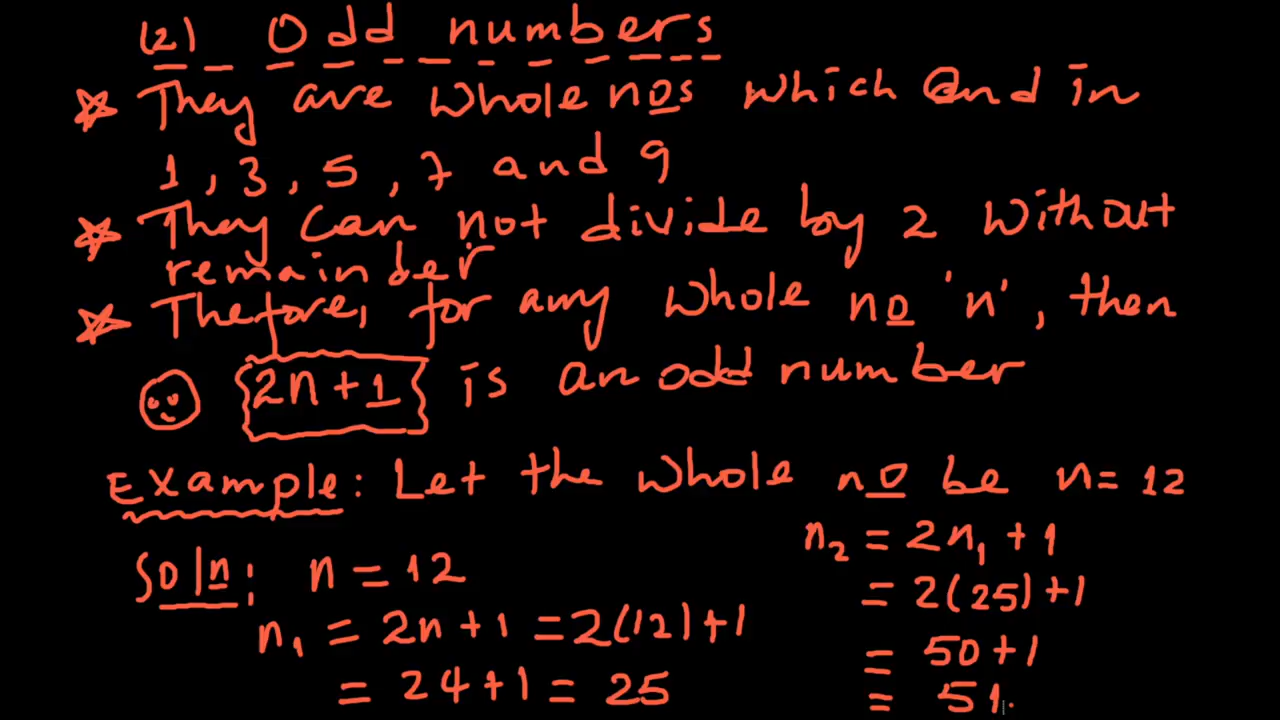 (2) Odd numbers
They are whole nos which end in
1, 3, 5, 7 and 9
They can not divide by 2 without
remainder
Therefore, for any whole no 'n', then
2n + 1 is an odd number
Example: Let the whole no be n = 12
Soln: n = 12
n₁ = 2n + 1 = 2(12) + 1
= 24 + 1 = 25
n₂ = 2n₁ + 1
= 2(25) + 1
= 50 + 1
= 51.